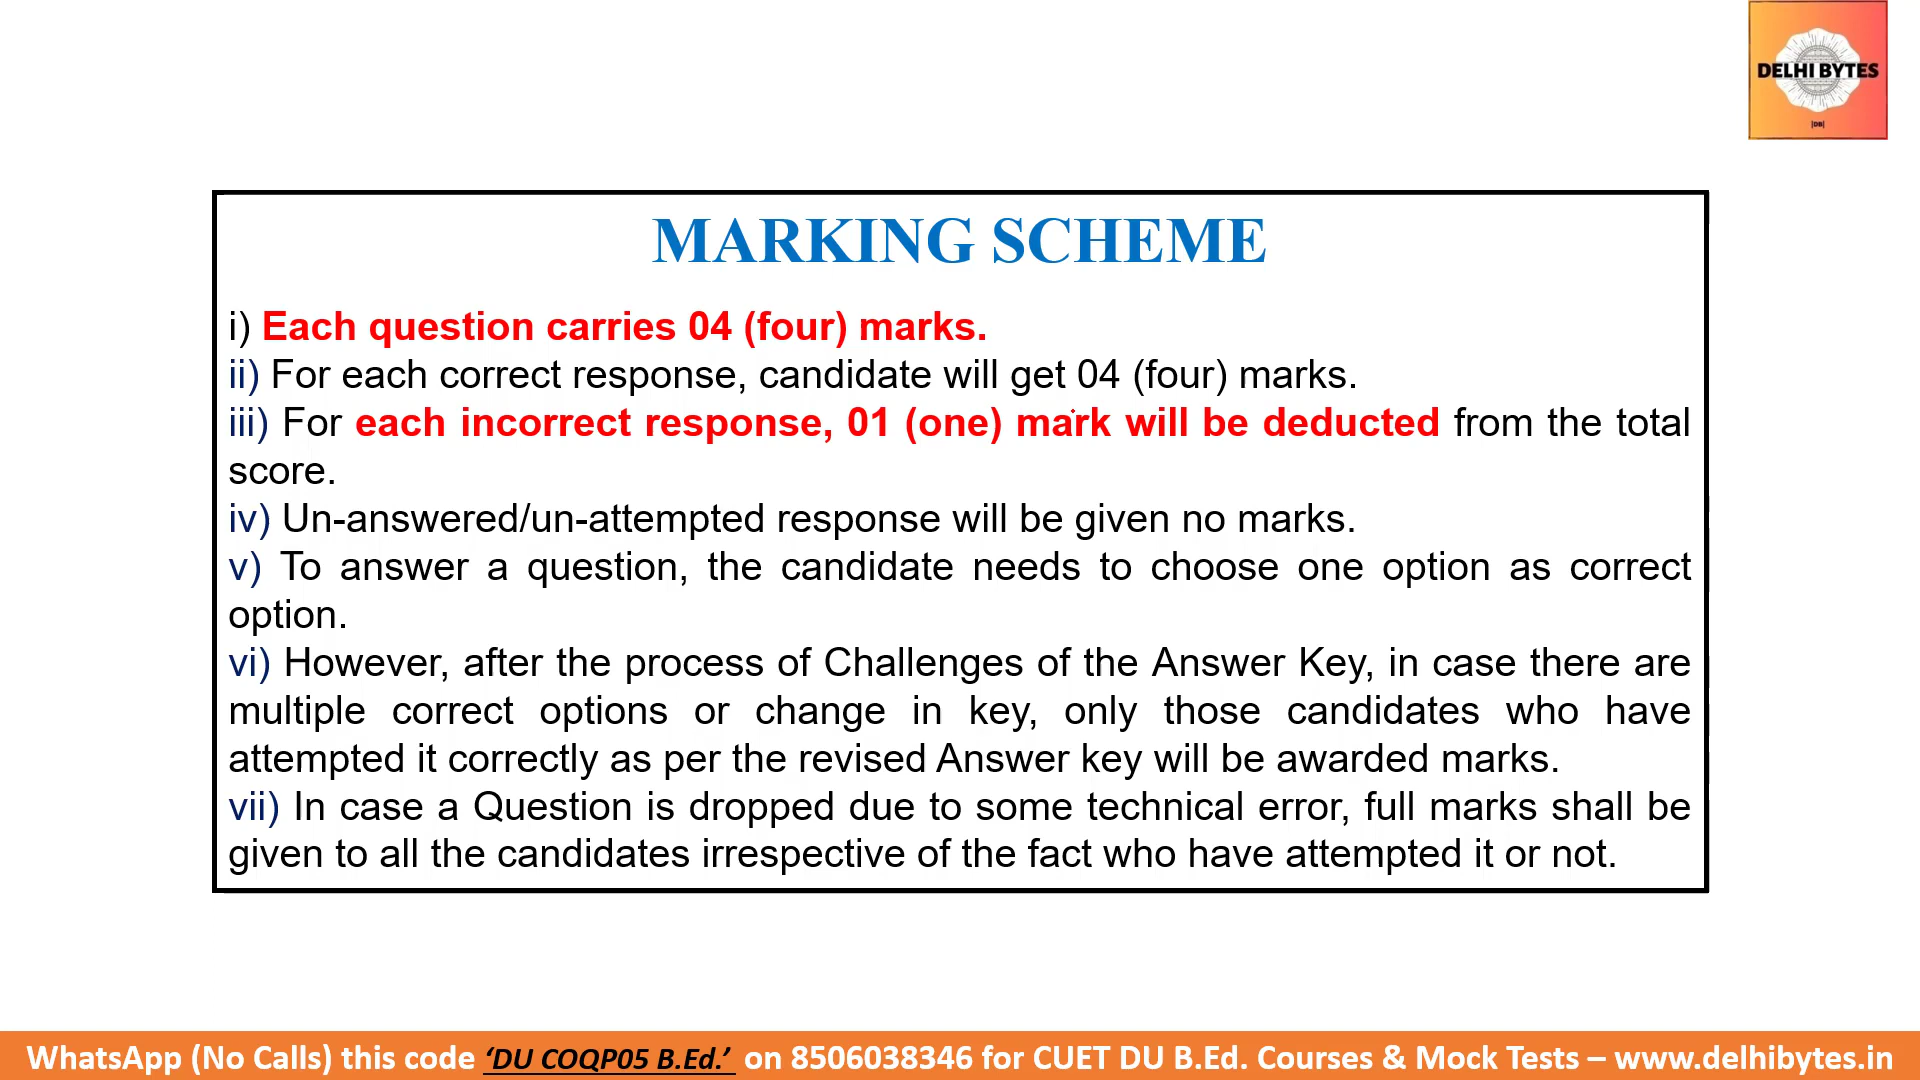 DELHI BYTES
|DB|
MARKING SCHEME
i) Each question carries 04 (four) marks.
ii) For each correct response, candidate will get 04 (four) marks.
iii) For each incorrect response, 01 (one) mark will be deducted from the total
score.
iv) Un-answered/un-attempted response will be given no marks.
v) To answer a question, the candidate needs to choose one option as correct
option.
vi) However, after the process of Challenges of the Answer Key, in case there are
multiple correct options or change in key, only those candidates who have
attempted it correctly as per the revised Answer key will be awarded marks.
vii) In case a Question is dropped due to some technical error, full marks shall be
given to all the candidates irrespective of the fact who have attempted it or not.
WhatsApp (No Calls) this code ‘DU COQP05 B.Ed.’ on 8506038346 for CUET DU B.Ed. Courses & Mock Tests – www.delhibytes.in